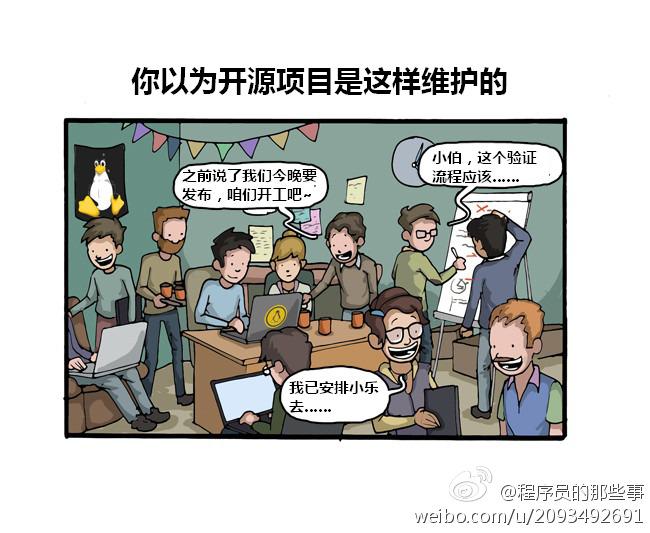 你以为开源项目是这样维护的
之前说了我们今晚要
发布，咱们开工吧~
小伯，这个验证
流程应该……
我已安排小乐
去……
@程序员的那些事
weibo.com/u/2093492691